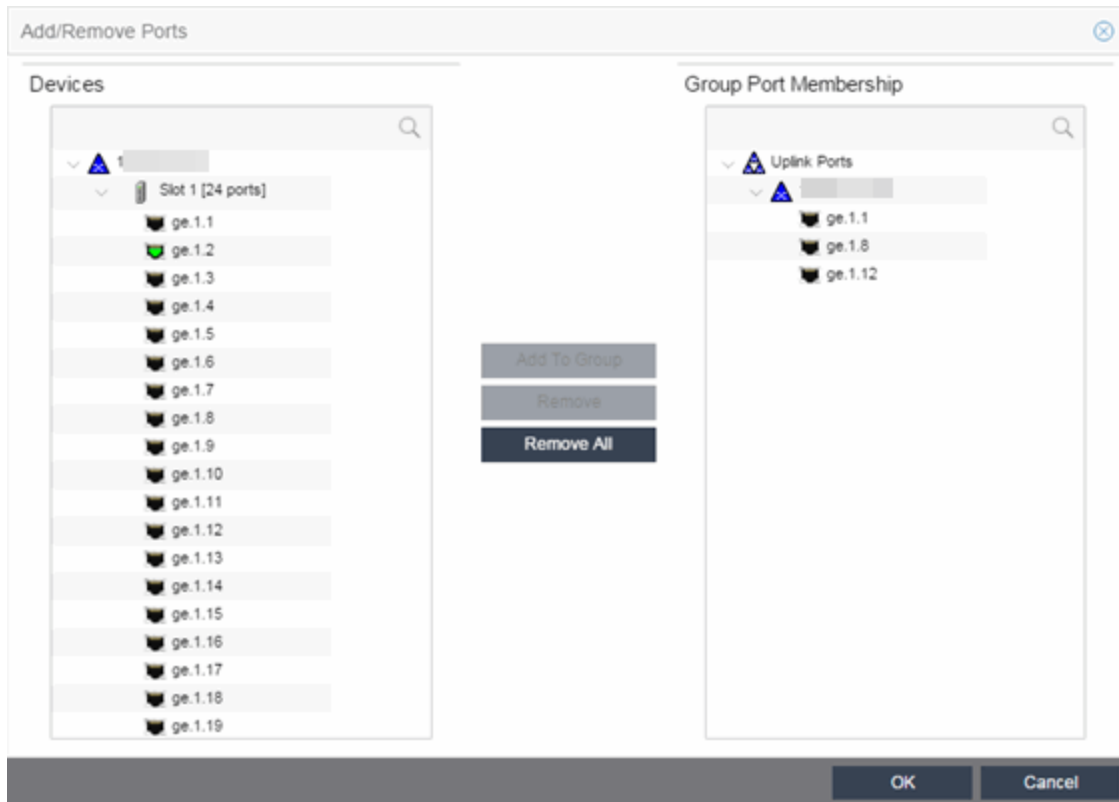 Add/Remove Ports
Devices
Group Port Membership
1
Slot 1 [24 ports]
ge.1.1
ge.1.2
ge.1.3
ge.1.4
ge.1.5
ge.1.6
ge.1.7
ge.1.8
ge.1.9
ge.1.10
ge.1.11
ge.1.12
ge.1.13
ge.1.14
ge.1.15
ge.1.16
ge.1.17
ge.1.18
ge.1.19
Add To Group
Remove
Remove All
Uplink Ports
ge.1.1
ge.1.8
ge.1.12
OK
Cancel